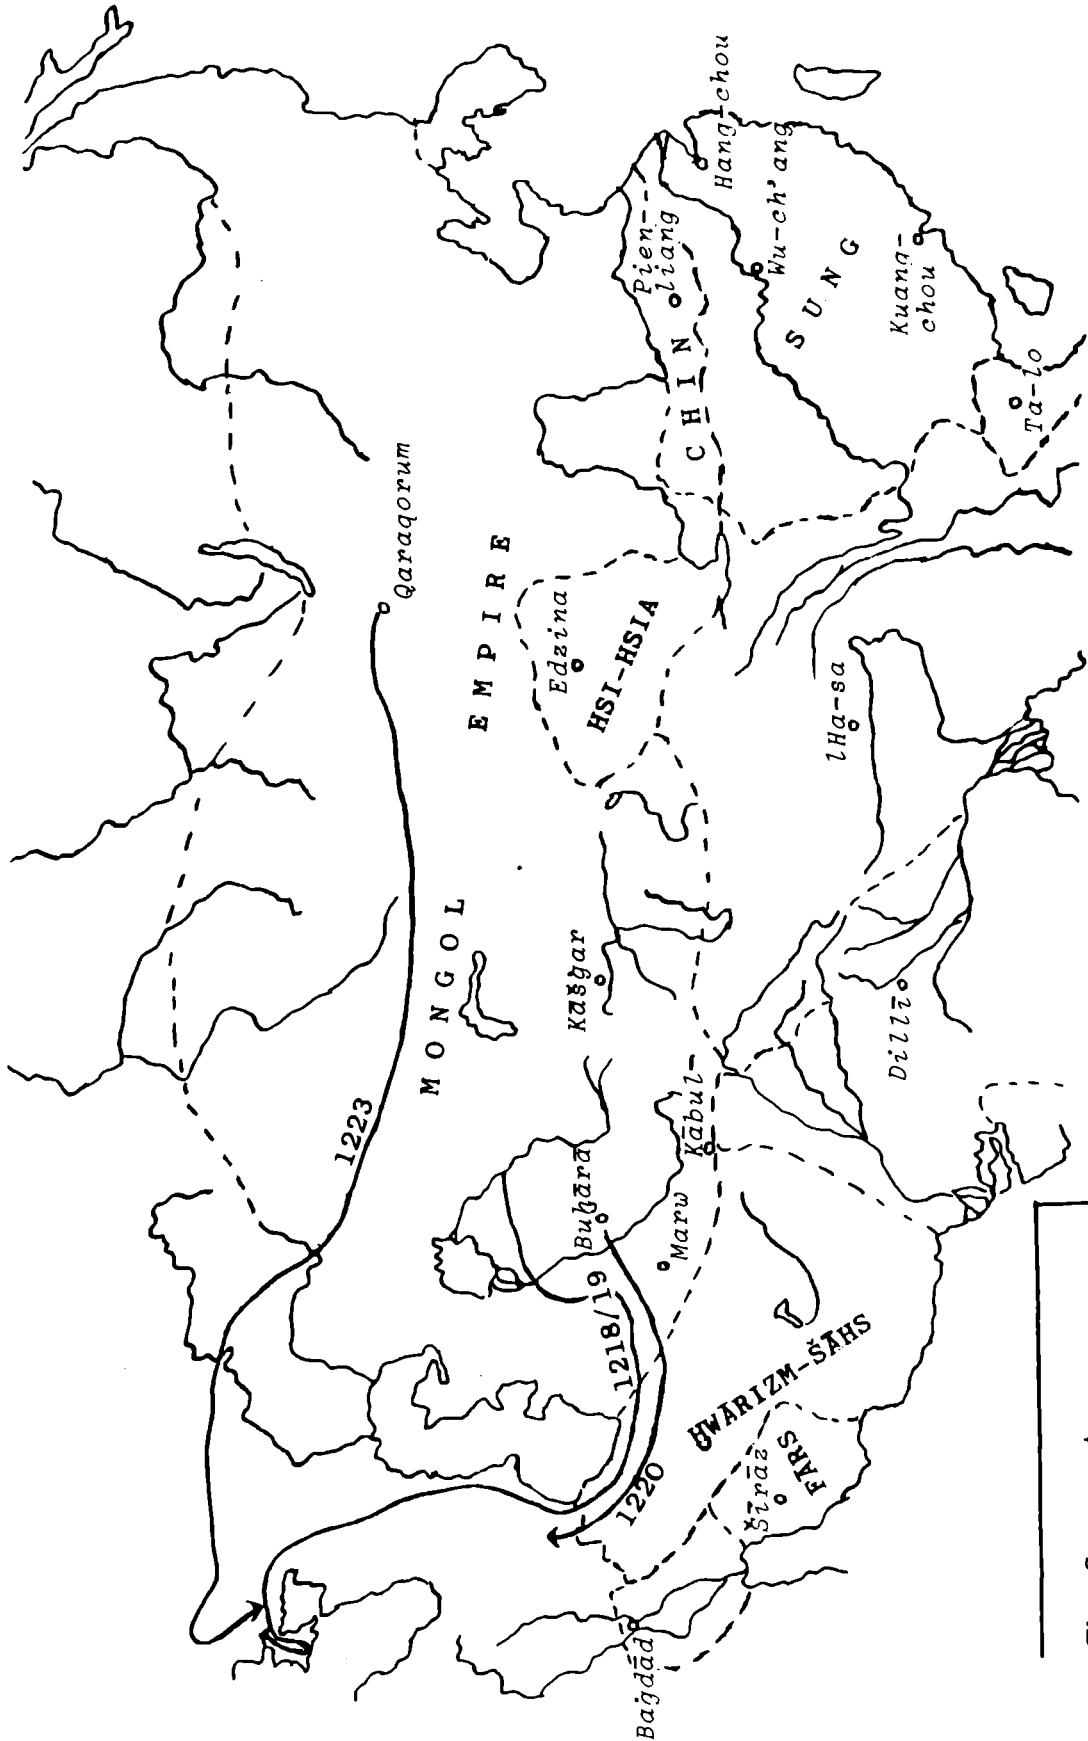 Qaraqorum
MONGOL
EMPIRE
1223
Edzina
HSI-HSIA
CHIN
Pien-
liang
Hang-chou
Wu-ch'ang
SUNG
Kuang-
chou
Ta-lo
lHa-sa
Kāšġar
Dillī
Kābul
Buḫārā
Marw
1218/19
1220
ḪWĀRIZM-ŠĀHS
Šīrāz
FĀRS
Baġdād